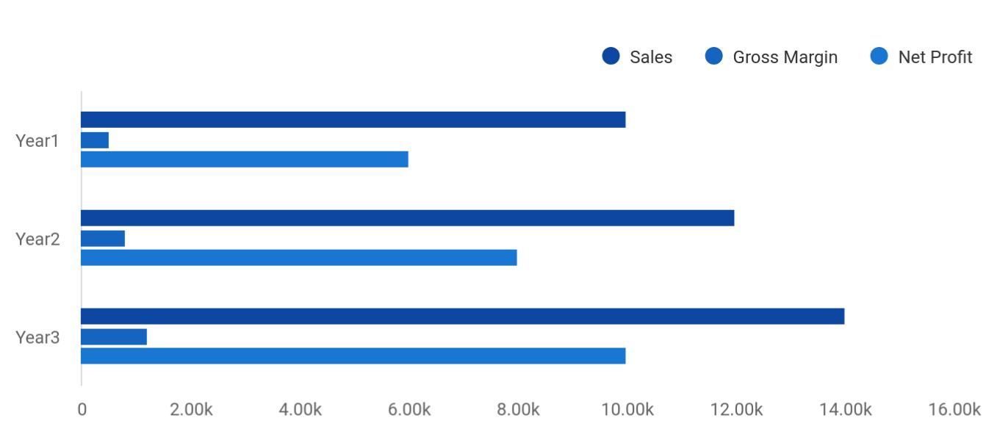 Sales Gross Margin Net Profit
Year1
Year2
Year3
0 2.00k 4.00k 6.00k 8.00k 10.00k 12.00k 14.00k 16.00k